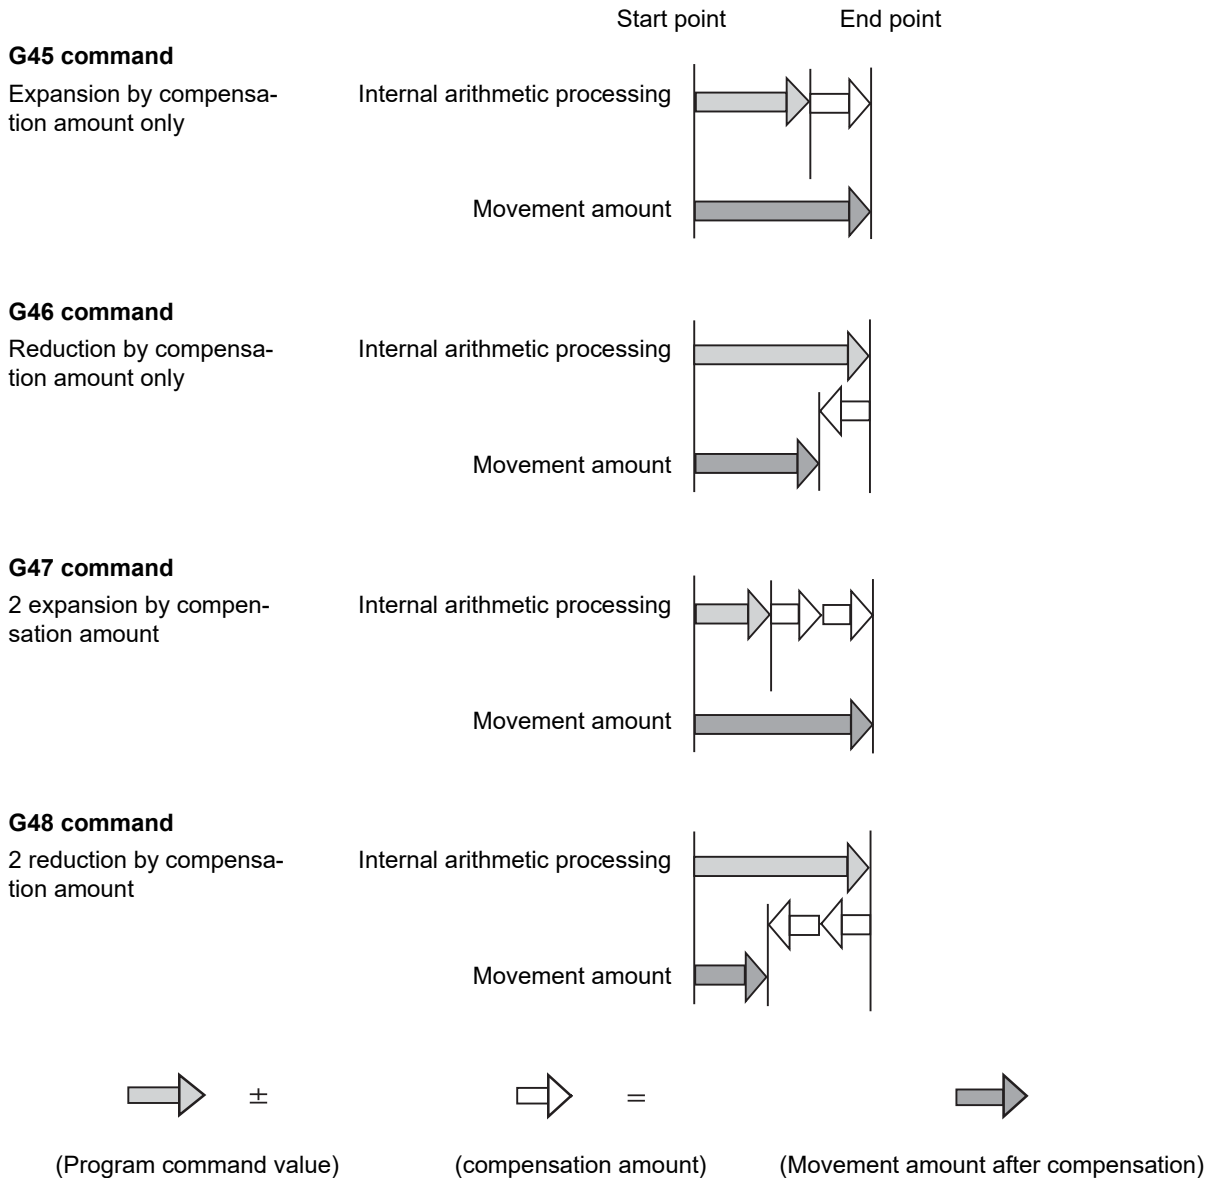 Start point End point
G45 command
Expansion by compensa-
tion amount only
Internal arithmetic processing
Movement amount
G46 command
Reduction by compensa-
tion amount only
Internal arithmetic processing
Movement amount
G47 command
2 expansion by compen-
sation amount
Internal arithmetic processing
Movement amount
G48 command
2 reduction by compensa-
tion amount
Internal arithmetic processing
Movement amount
± =
(Program command value) (compensation amount) (Movement amount after compensation)